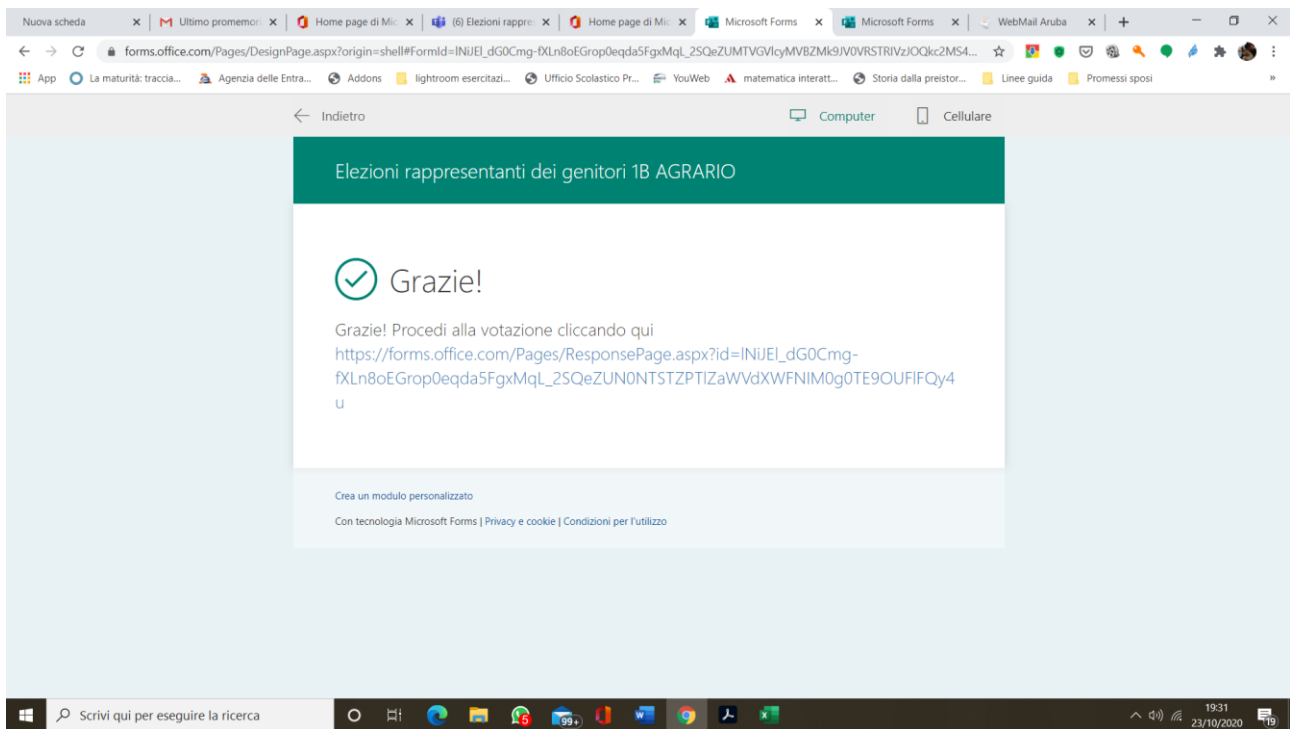 Nuova scheda
Ultimo promemori
Home page di Mic
(6) Elezioni rappre
Home page di Mic
Microsoft Forms
Microsoft Forms
WebMail Aruba
forms.office.com/Pages/DesignPage.aspx?origin=shell#FormId=lNiJEl_dG0Cmg-fXLn8oEGrop0eqda5FgxMqL_2SQeZUMTVGVlcyMVBZMk9JV0VRSTRIVzJOQkc2MS4...
App
La maturità: traccia...
Agenzia delle Entra...
Addons
lightroom esercitazi...
Ufficio Scolastico Pr...
YouWeb
matematica interatt...
Storia dalla preistor...
Linee guida
Promessi sposi
Indietro
Computer
Cellulare
Elezioni rappresentanti dei genitori 1B AGRARIO
Grazie!
Grazie! Procedi alla votazione cliccando qui
https://forms.office.com/Pages/ResponsePage.aspx?id=lNiJEl_dG0Cmg-
fXLn8oEGrop0eqda5FgxMqL_2SQeZUN0NTSTZPTlZaWVdXWFNIM0g0TE9OUFlFQy4
u
Crea un modulo personalizzato
Con tecnologia Microsoft Forms | Privacy e cookie | Condizioni per l'utilizzo
Scrivi qui per eseguire la ricerca
5
99+
19:31
23/10/2020
19